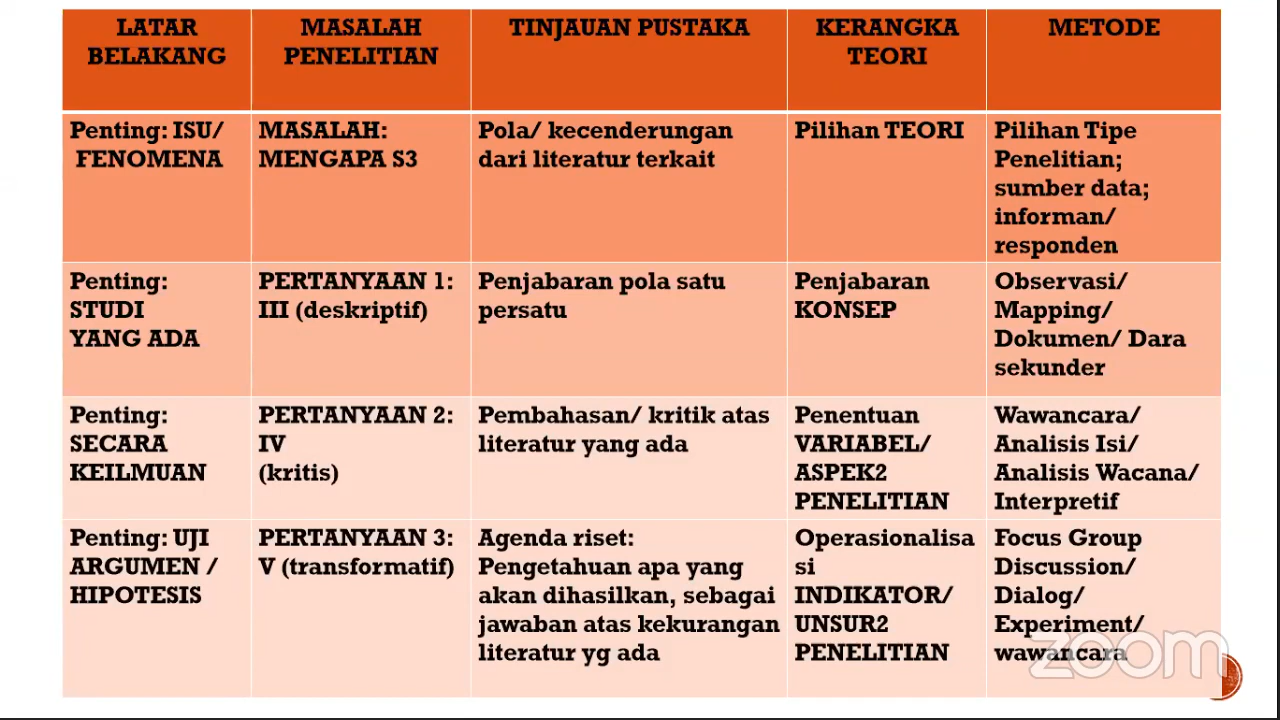 LATAR
BELAKANG
MASALAH
PENELITIAN
TINJAUAN PUSTAKA
KERANGKA
TEORI
METODE
Penting: ISU/
FENOMENA
MASALAH:
MENGAPA S3
Pola/ kecenderungan
dari literatur terkait
Pilihan TEORI
Pilihan Tipe
Penelitian;
sumber data;
informan/
responden
Penting:
STUDI
YANG ADA
PERTANYAAN 1:
III (deskriptif)
Penjabaran pola satu
persatu
Penjabaran
KONSEP
Observasi/
Mapping/
Dokumen/ Dara
sekunder
Penting:
SECARA
KEILMUAN
PERTANYAAN 2:
IV
(kritis)
Pembahasan/ kritik atas
literatur yang ada
Penentuan
VARIABEL/
ASPEK2
PENELITIAN
Wawancara/
Analisis Isi/
Analisis Wacana/
Interpretif
Penting: UJI
ARGUMEN /
HIPOTESIS
PERTANYAAN 3:
V (transformatif)
Agenda riset:
Pengetahuan apa yang
akan dihasilkan, sebagai
jawaban atas kekurangan
literatur yg ada
Operasionalisa
si
INDIKATOR/
UNSUR2
PENELITIAN
Focus Group
Discussion/
Dialog/
Experiment/
wawancara
zoom